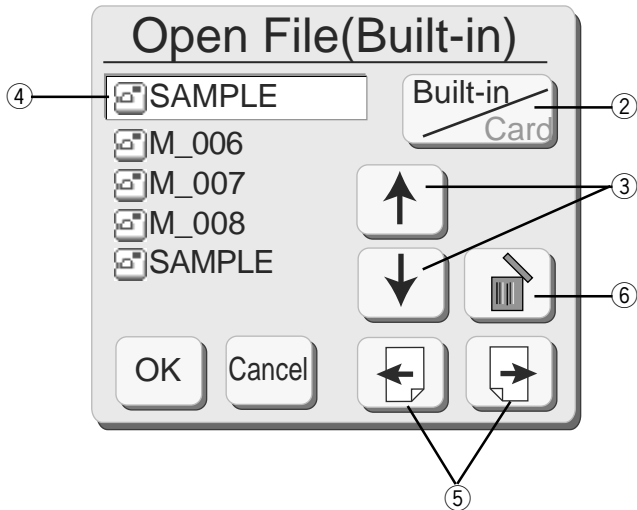 Open File(Built-in)
④ SAMPLE
Built-in
Card ②
M_006
M_007
③
M_008
SAMPLE
⑥
OK
Cancel
⑤